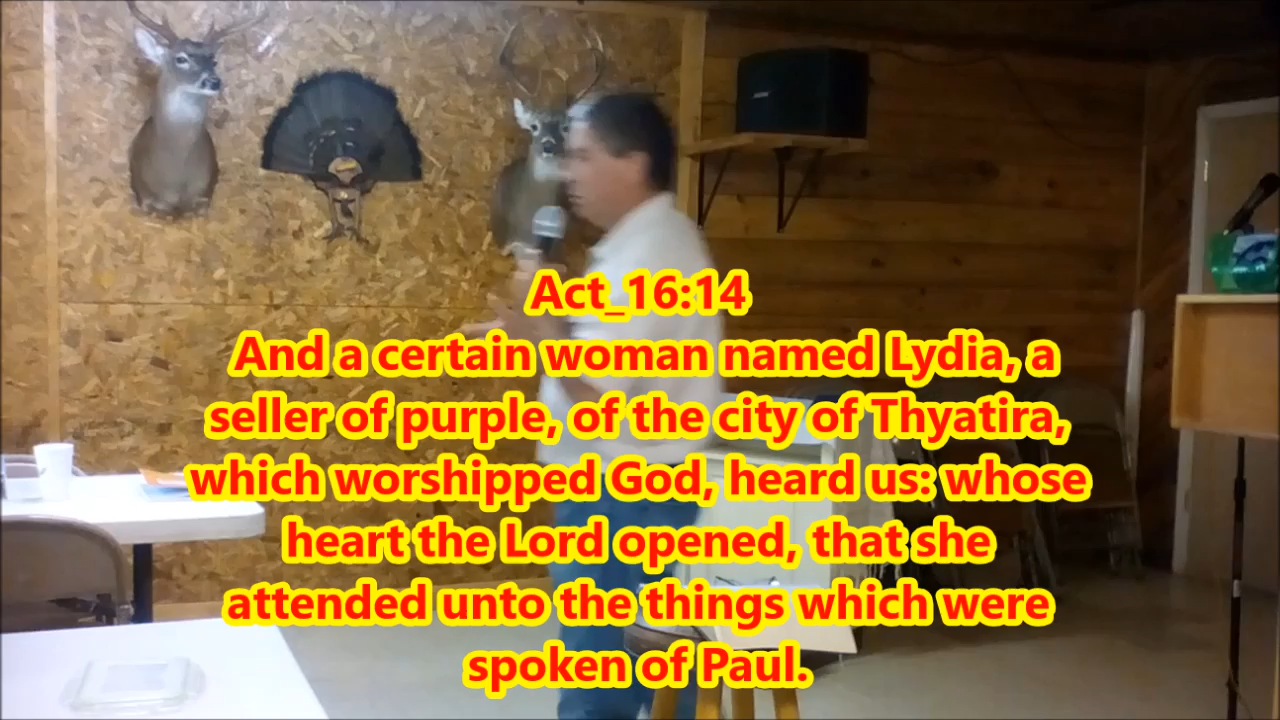 Act_16:14
And a certain woman named Lydia, a
seller of purple, of the city of Thyatira,
which worshipped God, heard us: whose
heart the Lord opened, that she
attended unto the things which were
spoken of Paul.